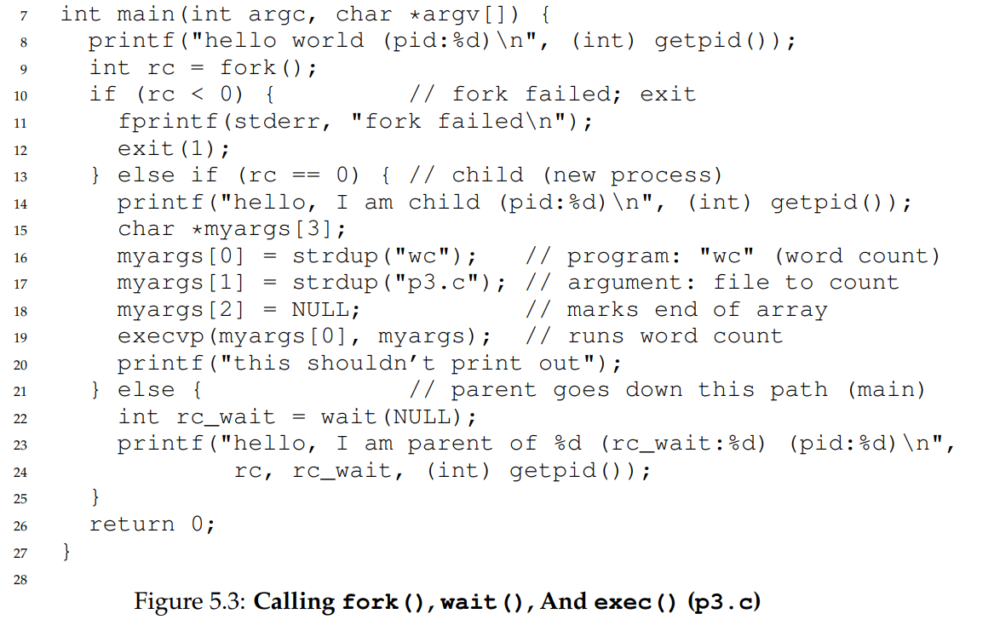 7 int main(int argc, char *argv[]) {
8 printf("hello world (pid:%d)\n", (int) getpid());
9 int rc = fork();
10 if (rc < 0) { // fork failed; exit
11 fprintf(stderr, "fork failed\n");
12 exit(1);
13 } else if (rc == 0) { // child (new process)
14 printf("hello, I am child (pid:%d)\n", (int) getpid());
15 char *myargs[3];
16 myargs[0] = strdup("wc"); // program: "wc" (word count)
17 myargs[1] = strdup("p3.c"); // argument: file to count
18 myargs[2] = NULL; // marks end of array
19 execvp(myargs[0], myargs); // runs word count
20 printf("this shouldn’t print out");
21 } else { // parent goes down this path (main)
22 int rc_wait = wait(NULL);
23 printf("hello, I am parent of %d (rc_wait:%d) (pid:%d)\n",
24 rc, rc_wait, (int) getpid());
25 }
26 return 0;
27 }
28
Figure 5.3: Calling fork(), wait(), And exec() (p3.c)